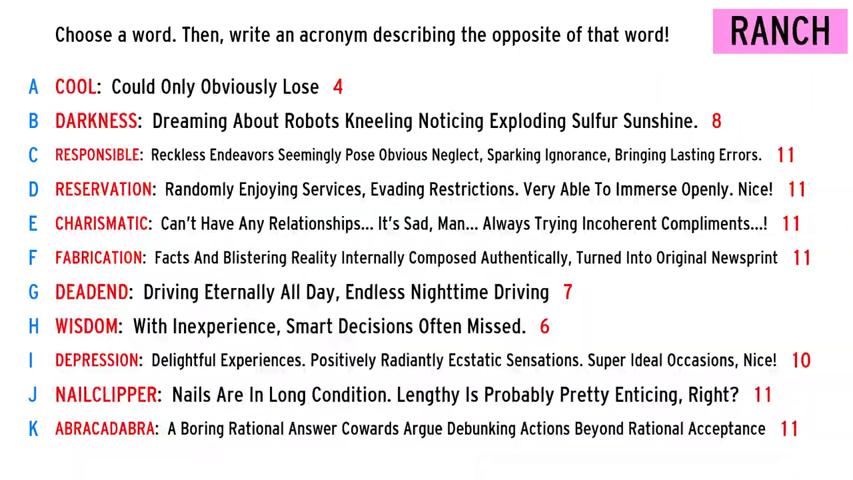 Choose a word. Then, write an acronym describing the opposite of that word!
RANCH
A COOL: Could Only Obviously Lose 4
B DARKNESS: Dreaming About Robots Kneeling Noticing Exploding Sulfur Sunshine. 8
C RESPONSIBLE: Reckless Endeavors Seemingly Pose Obvious Neglect, Sparking Ignorance, Bringing Lasting Errors. 11
D RESERVATION: Randomly Enjoying Services, Evading Restrictions. Very Able To Immerse Openly. Nice! 11
E CHARISMATIC: Can't Have Any Relationships... It's Sad, Man... Always Trying Incoherent Compliments...! 11
F FABRICATION: Facts And Blistering Reality Internally Composed Authentically, Turned Into Original Newsprint 11
G DEADEND: Driving Eternally All Day, Endless Nighttime Driving 7
H WISDOM: With Inexperience, Smart Decisions Often Missed. 6
I DEPRESSION: Delightful Experiences. Positively Radiantly Ecstatic Sensations. Super Ideal Occasions, Nice! 10
J NAILCLIPPER: Nails Are In Long Condition. Lengthy Is Probably Pretty Enticing, Right? 11
K ABRACADABRA: A Boring Rational Answer Cowards Argue Debunking Actions Beyond Rational Acceptance 11